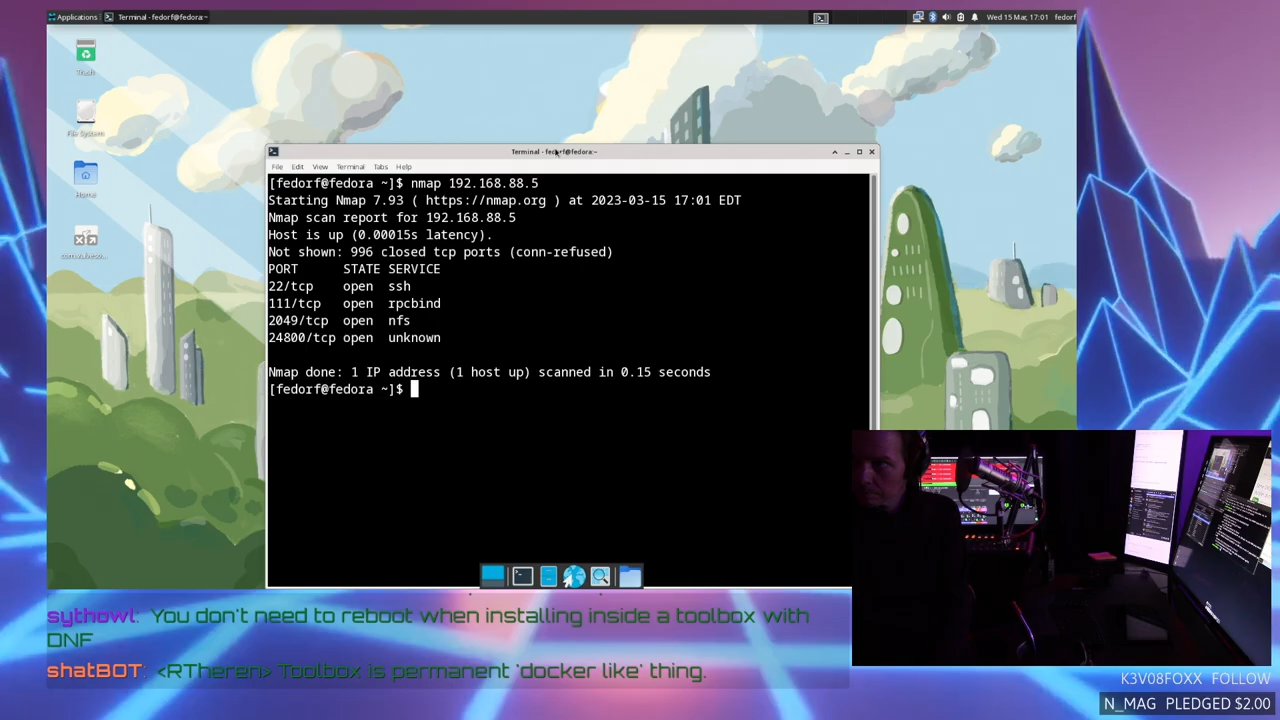 Applications Terminal - fedorf@fedora:~ Wed 15 Mar, 17:01 fedorf
Trash
File System
Home
com.valveso...
Terminal - fedorf@fedora:~
File Edit View Terminal Tabs Help
[fedorf@fedora ~]$ nmap 192.168.88.5
Starting Nmap 7.93 ( https://nmap.org ) at 2023-03-15 17:01 EDT
Nmap scan report for 192.168.88.5
Host is up (0.00015s latency).
Not shown: 996 closed tcp ports (conn-refused)
PORT STATE SERVICE
22/tcp open ssh
111/tcp open rpcbind
2049/tcp open nfs
24800/tcp open unknown
Nmap done: 1 IP address (1 host up) scanned in 0.15 seconds
[fedorf@fedora ~]$
sythowl: You don't need to reboot when installing inside a toolbox with
DNF
shatBOT: <RTheren> Toolbox is permanent 'docker like' thing.
K3V08FOXX FOLLOW
N_MAG PLEDGED $2.00